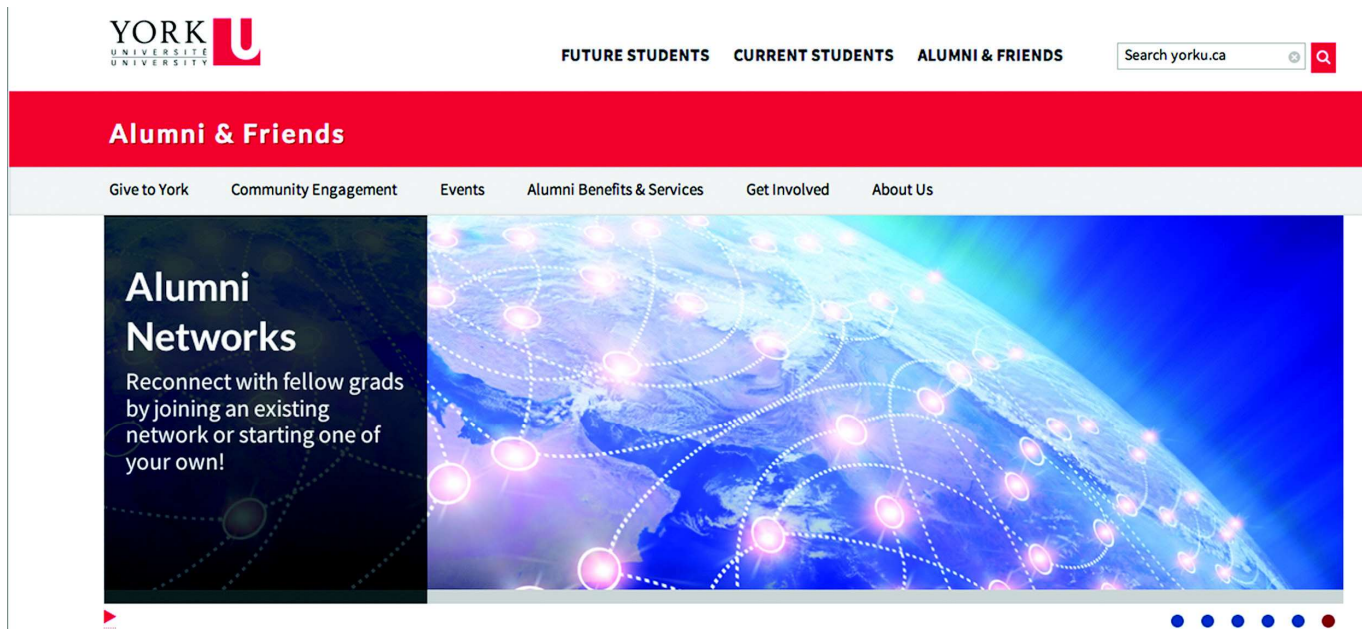 YORK U
UNIVERSITÉ
UNIVERSITY
FUTURE STUDENTS CURRENT STUDENTS ALUMNI & FRIENDS
Search yorku.ca
Alumni & Friends
Give to York Community Engagement Events Alumni Benefits & Services Get Involved About Us
Alumni
Networks
Reconnect with fellow grads
by joining an existing
network or starting one of
your own!